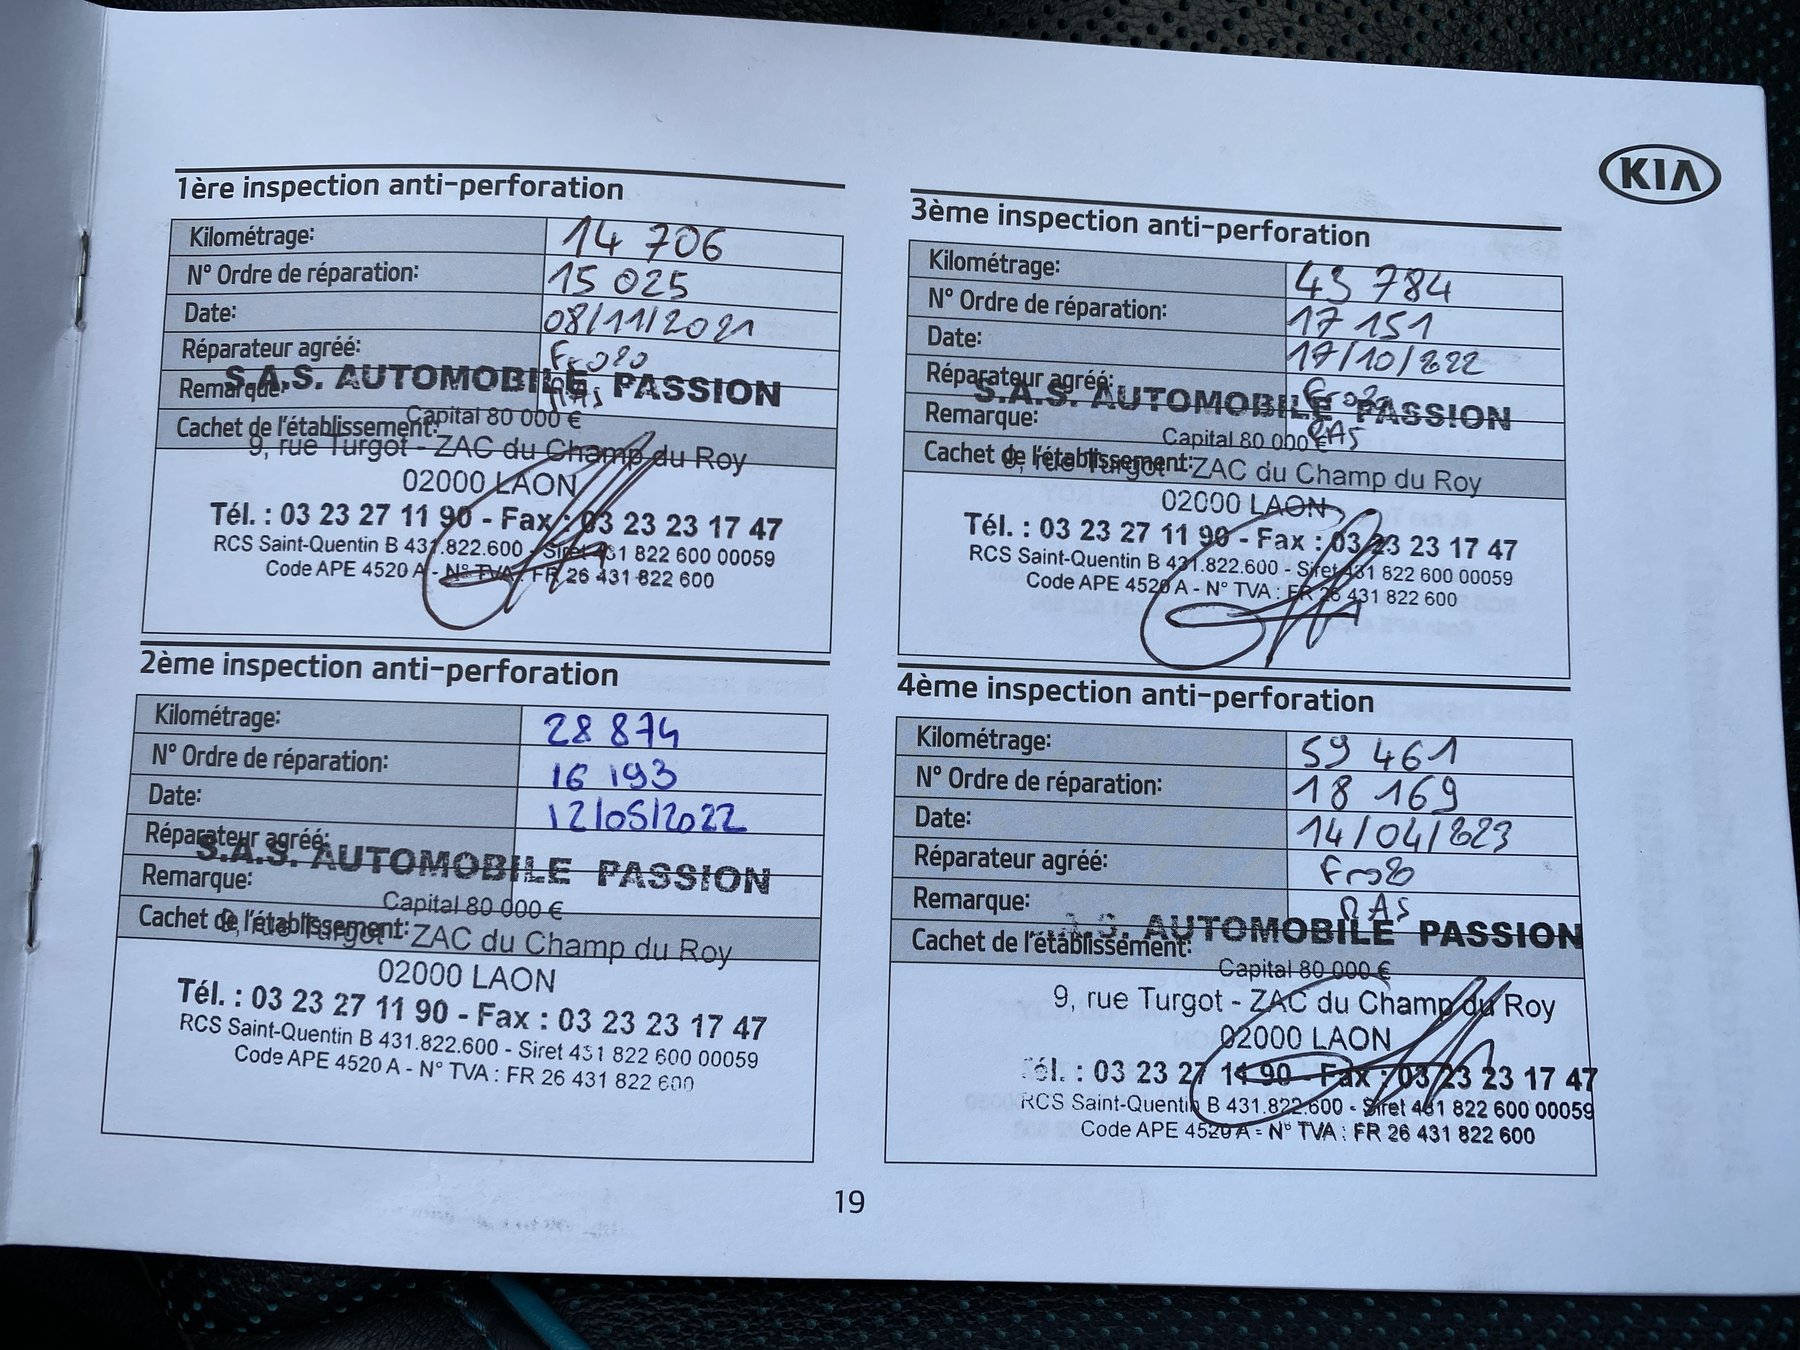 KIA
1ère inspection anti-perforation
Kilométrage: 14 706
N° Ordre de réparation: 15 025
Date: 08/11/2021
Réparateur agréé:
Remarque: RAS
Cachet de l'établissement:
S.A.S. AUTOMOBILE PASSION
Capital 80 000 €
9, rue Turgot - ZAC du Champ du Roy
02000 LAON
Tél. : 03 23 27 11 90 - Fax : 03 23 23 17 47
RCS Saint-Quentin B 431.822.600 - Siret 431 822 600 00059
Code APE 4520 A - N° TVA : FR 26 431 822 600
2ème inspection anti-perforation
Kilométrage: 28 874
N° Ordre de réparation: 16 193
Date: 12/05/2022
Réparateur agréé:
Remarque:
Cachet de l'établissement:
S.A.S. AUTOMOBILE PASSION
Capital 80 000 €
9, rue Turgot - ZAC du Champ du Roy
02000 LAON
Tél. : 03 23 27 11 90 - Fax : 03 23 23 17 47
RCS Saint-Quentin B 431.822.600 - Siret 431 822 600 00059
Code APE 4520 A - N° TVA : FR 26 431 822 600
3ème inspection anti-perforation
Kilométrage: 43 784
N° Ordre de réparation: 17 151
Date: 17/10/2022
Réparateur agréé:
Remarque: RAS
Cachet de l'établissement:
S.A.S. AUTOMOBILE PASSION
Capital 80 000 €
9, rue Turgot - ZAC du Champ du Roy
02000 LAON
Tél. : 03 23 27 11 90 - Fax : 03 23 23 17 47
RCS Saint-Quentin B 431.822.600 - Siret 431 822 600 00059
Code APE 4520 A - N° TVA : FR 26 431 822 600
4ème inspection anti-perforation
Kilométrage: 59 461
N° Ordre de réparation: 18 169
Date: 14/04/2023
Réparateur agréé:
Remarque: RAS
Cachet de l'établissement:
S.A.S. AUTOMOBILE PASSION
Capital 80 000 €
9, rue Turgot - ZAC du Champ du Roy
02000 LAON
Tél. : 03 23 27 11 90 - Fax : 03 23 23 17 47
RCS Saint-Quentin B 431.822.600 - Siret 431 822 600 00059
Code APE 4520 A - N° TVA : FR 26 431 822 600
19